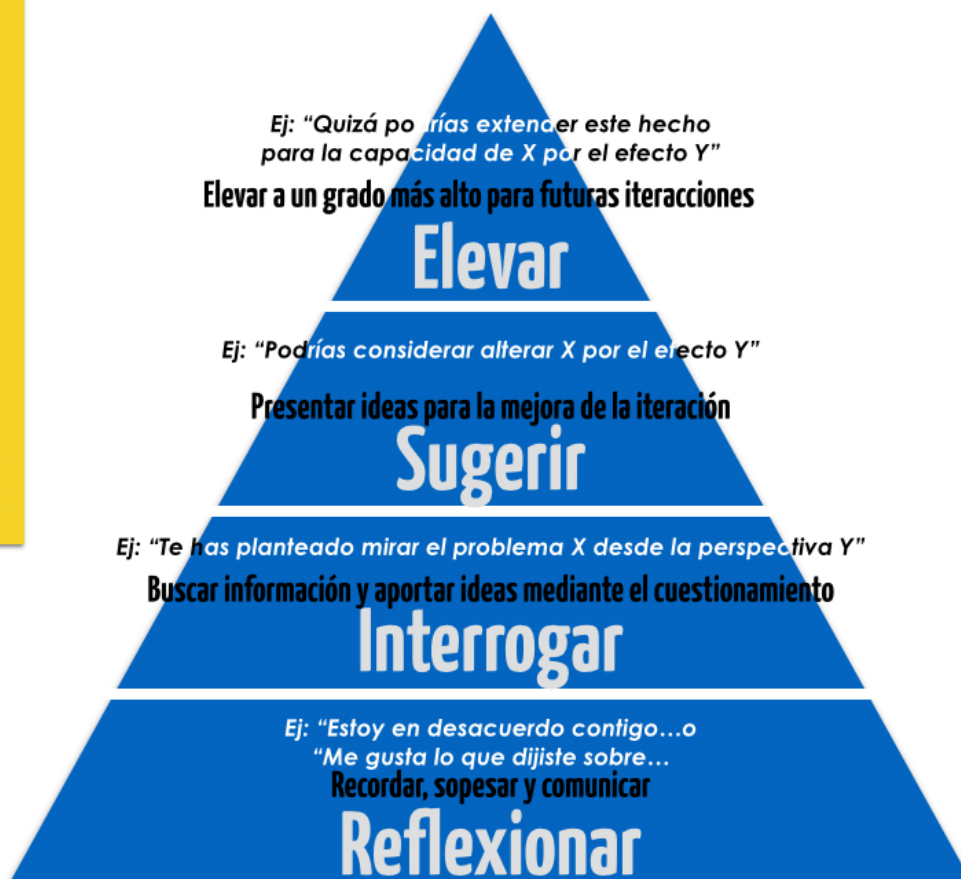 Ej: “Quizá podrías extender este hecho
para la capacidad de X por el efecto Y”
Elevar a un grado más alto para futuras iteracciones
Elevar
Ej: “Podrías considerar alterar X por el efecto Y”
Presentar ideas para la mejora de la iteración
Sugerir
Ej: “Te has planteado mirar el problema X desde la perspectiva Y”
Buscar información y aportar ideas mediante el cuestionamiento
Interrogar
Ej: “Estoy en desacuerdo contigo…o
“Me gusta lo que dijiste sobre…
Recordar, sopesar y comunicar
Reflexionar